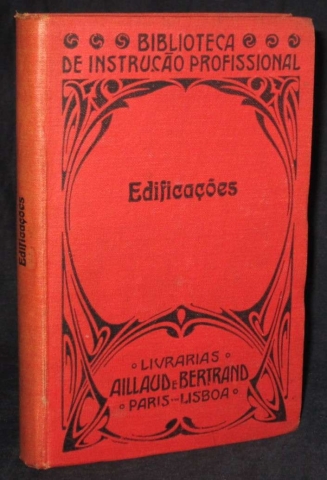 BIBLIOTECA
DE INSTRUÇÃO PROFISSIONAL
Edificações
Edificações
LIVRARIAS
AILLAUD E BERTRAND
PARIS-LISBOA